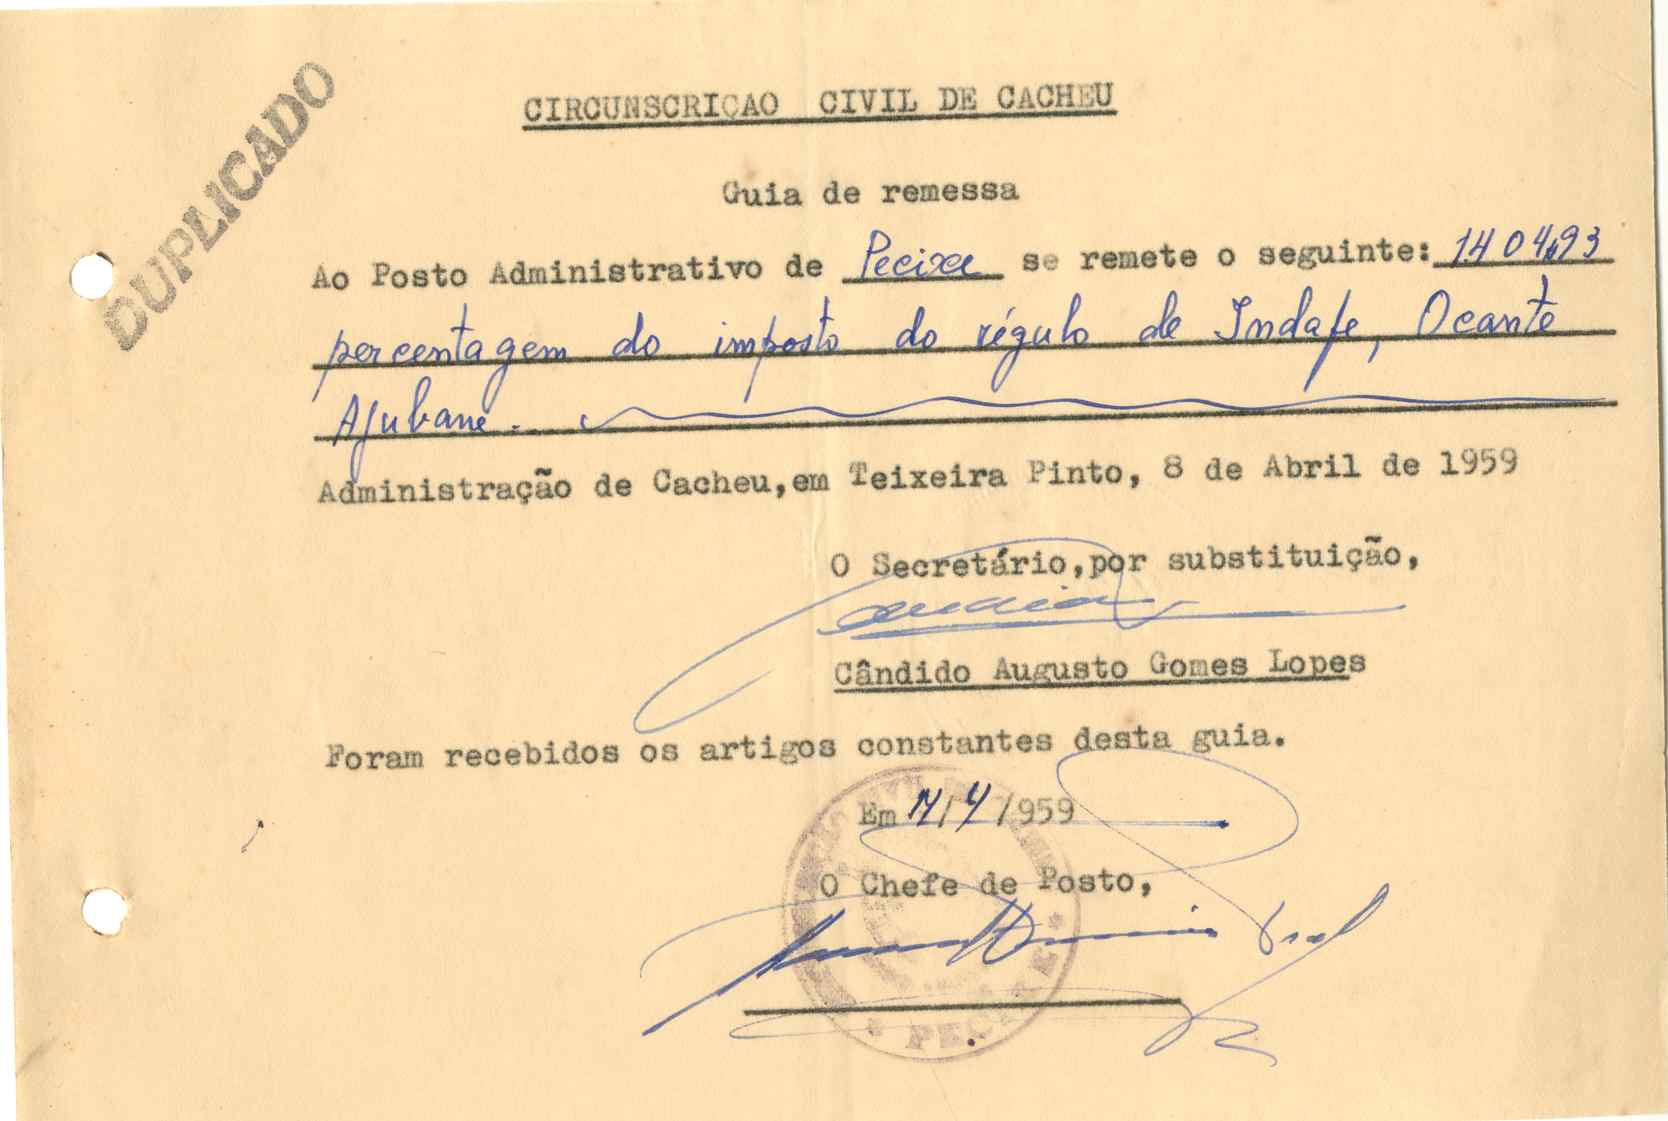 DUPLICADO
CIRCUNSCRIÇAO CIVIL DE CACHEU
Guia de remessa
Ao Posto Administrativo de Pecixe se remete o seguinte:
percentagem do imposto do régulo de Indafe, Ocante
Ajubane.
Administração de Cacheu,em Teixeira Pinto, 8 de Abril de 1959
O Secretário,por substituição,
Cândido Augusto Gomes Lopes
Foram recebidos os artigos constantes desta guia.
Em /4/959
O Chefe de Posto,